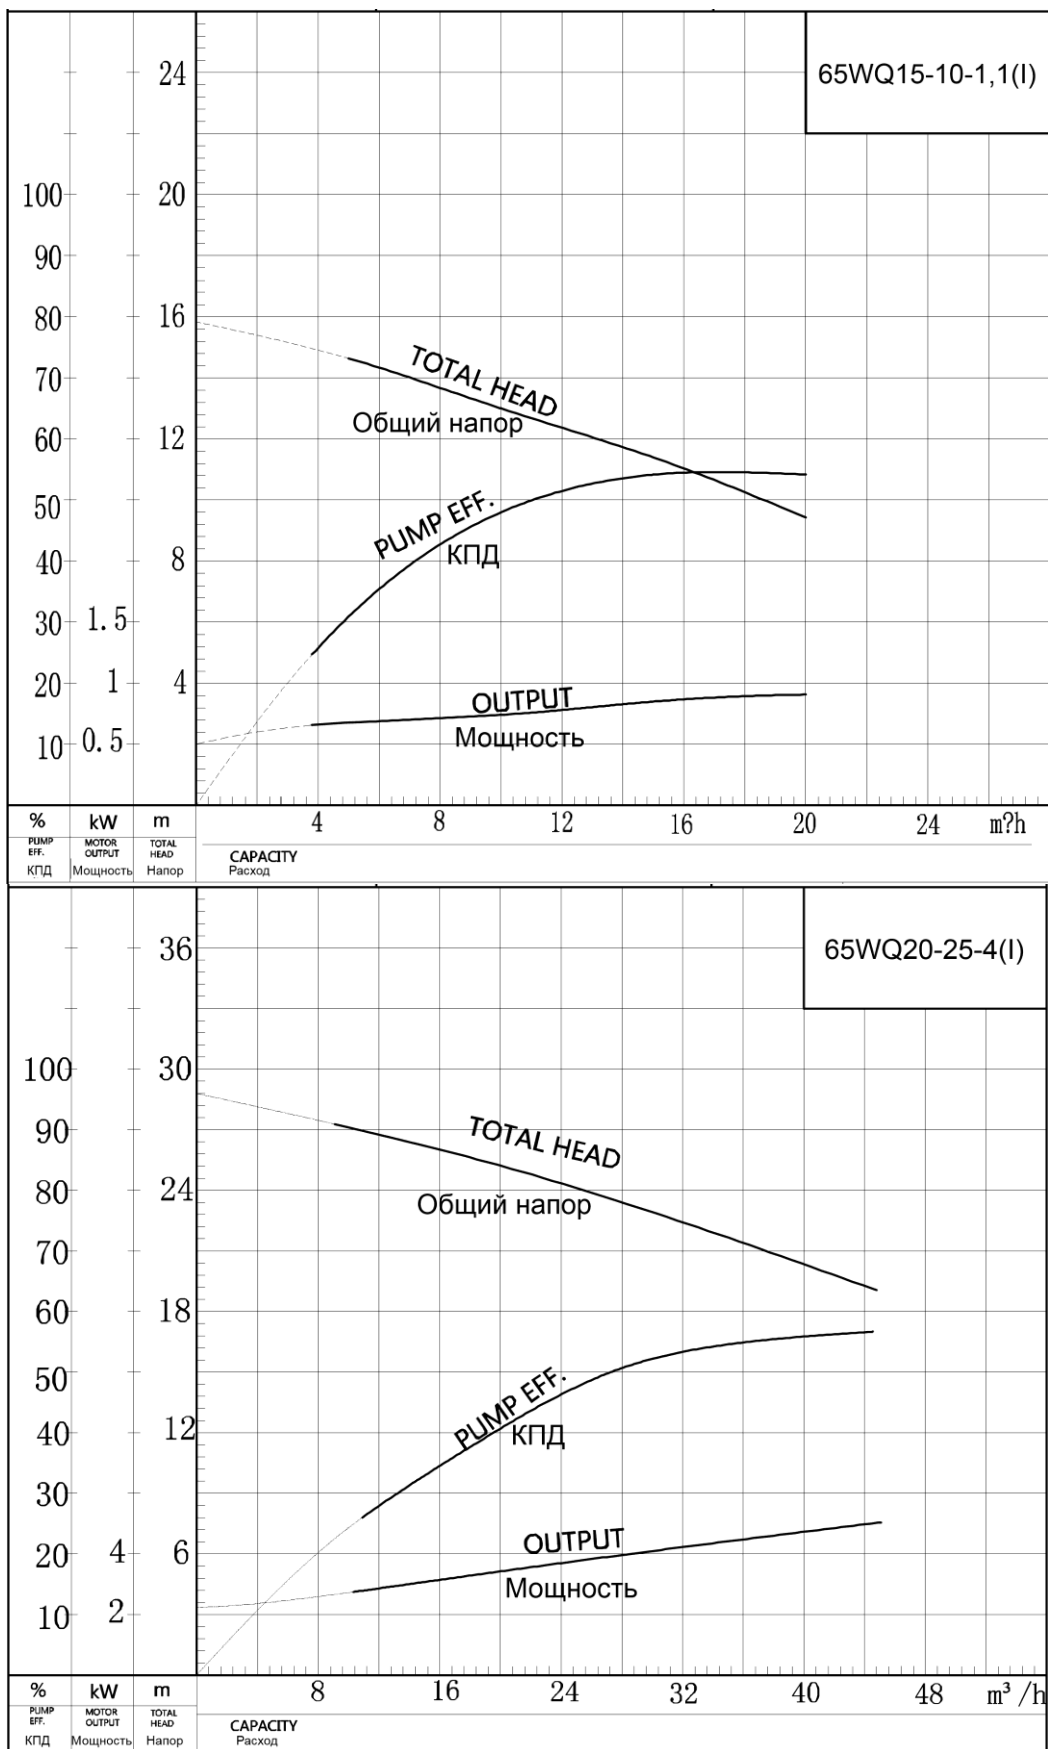 65WQ15-10-1,1(I)
24
100 20
90
80 16
70
TOTAL HEAD
Общий напор
60 12
50
PUMP EFF.
КПД
40 8
30 1.5
20 1 4
OUTPUT
Мощность
10 0.5
% kW m 4 8 12 16 20 24 m?h
PUMP EFF. MOTOR OUTPUT TOTAL HEAD
CAPACITY
КПД Мощность Напор Расход
65WQ20-25-4(I)
36
100 30
90
TOTAL HEAD
80 24
Общий напор
70
60 18
50
PUMP EFF.
КПД
40 12
30
20 4 6
OUTPUT
Мощность
10 2
% kW m 8 16 24 32 40 48 m³/h
PUMP EFF. MOTOR OUTPUT TOTAL HEAD
CAPACITY
КПД Мощность Напор Расход